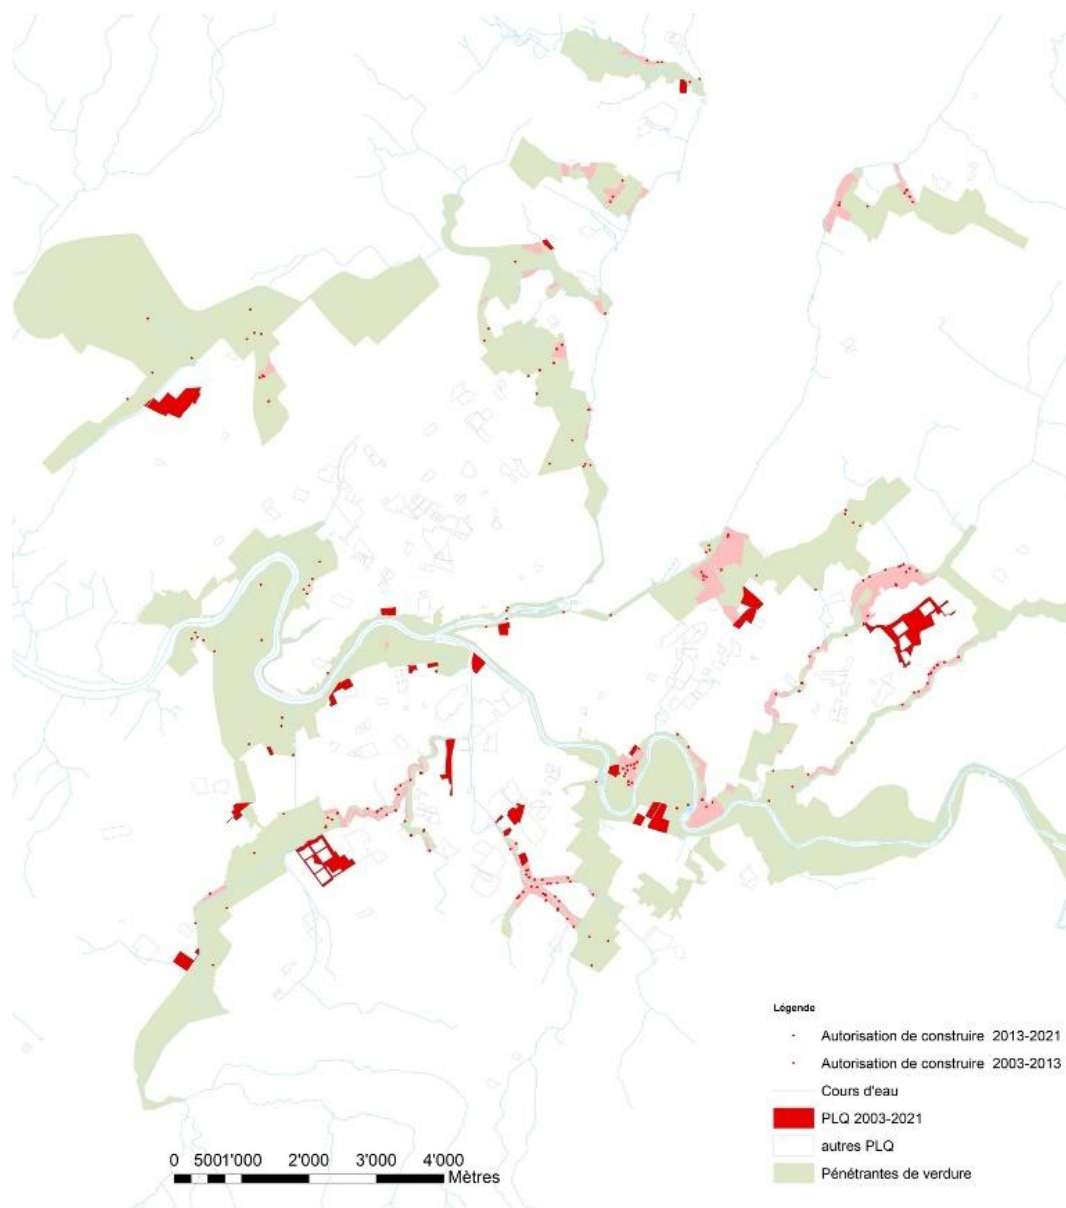 Légende
Autorisation de construire 2013-2021
Autorisation de construire 2003-2013
Cours d'eau
PLQ 2003-2021
autres PLQ
Pénétrantes de verdure
0 5001'000 2'000 3'000 4'000
Mètres